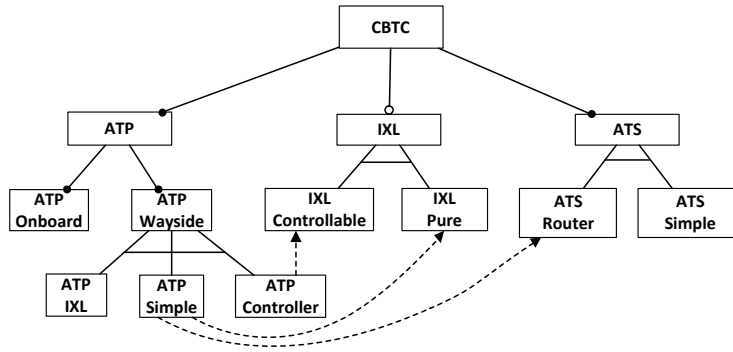 CBTC
ATP
IXL
ATS
ATP
Onboard
ATP
Wayside
IXL
Controllable
IXL
Pure
ATS
Router
ATS
Simple
ATP
IXL
ATP
Simple
ATP
Controller